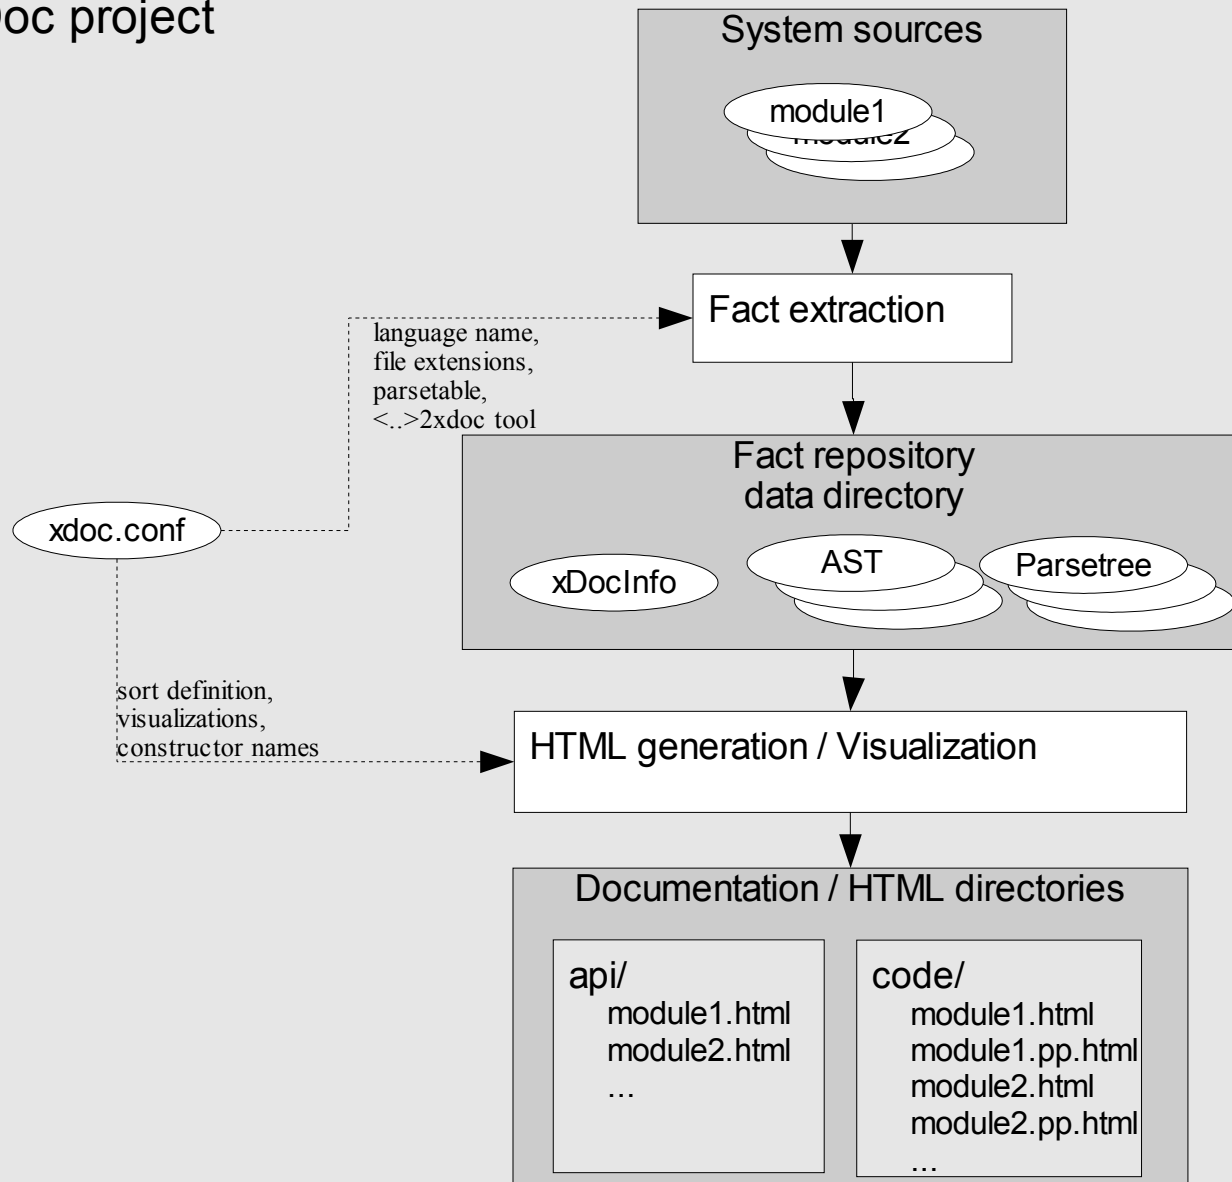 oc project
System sources
module1
module2
Fact extraction
language name,
file extensions,
parsetable,
<..>2xdoc tool
Fact repository
data directory
xdoc.conf
xDocInfo
AST
Parsetree
sort definition,
visualizations,
constructor names
HTML generation / Visualization
Documentation / HTML directories
api/
module1.html
module2.html
...
code/
module1.html
module1.pp.html
module2.html
module2.pp.html
...